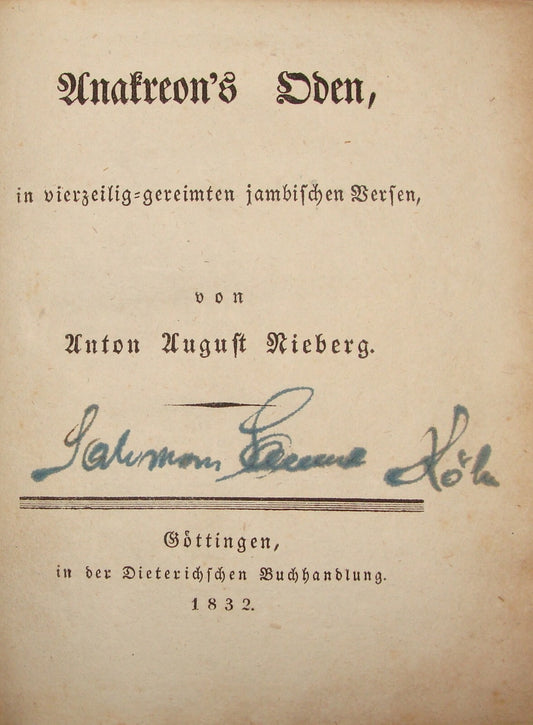 Anakreon's Oden,
in vierzeilig-gereimten jambischen Versen,
von
Anton August Nieberg.
Salomon Köln
Göttingen,
in der Dieterichschen Buchhandlung.
1832.